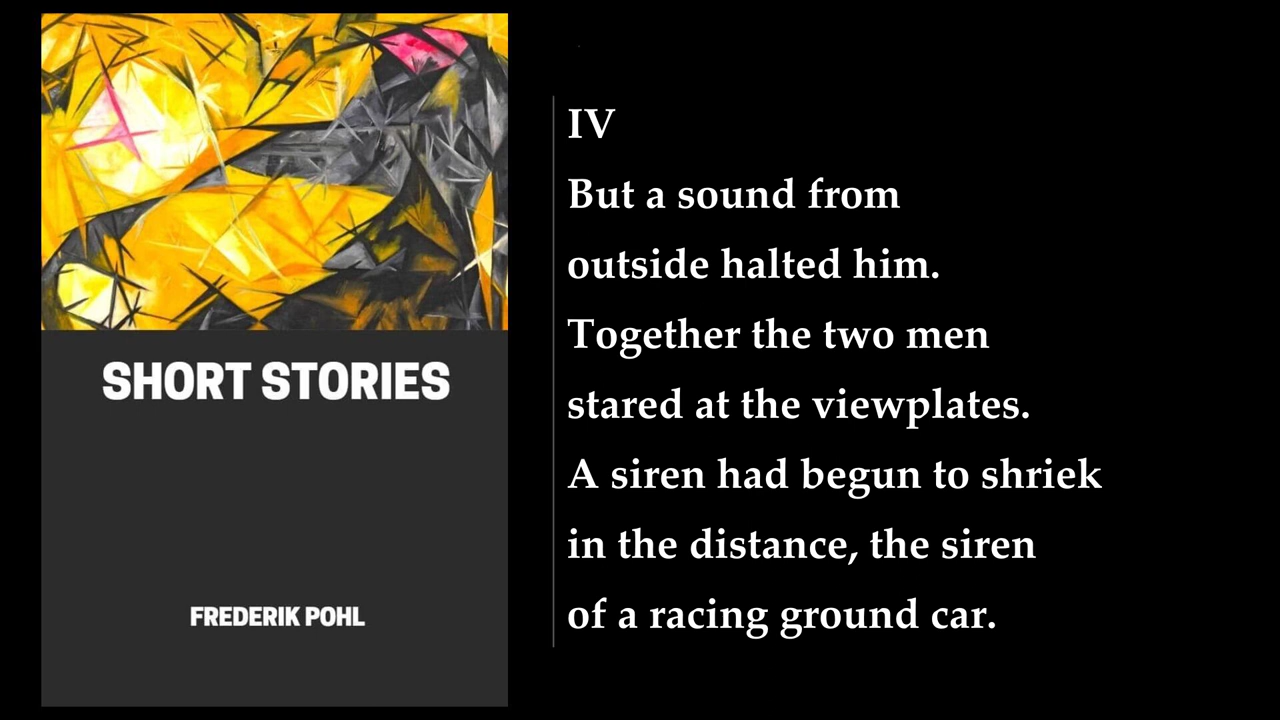 SHORT STORIES
FREDERIK POHL
IV
But a sound from
outside halted him.
Together the two men
stared at the viewplates.
A siren had begun to shriek
in the distance, the siren
of a racing ground car.